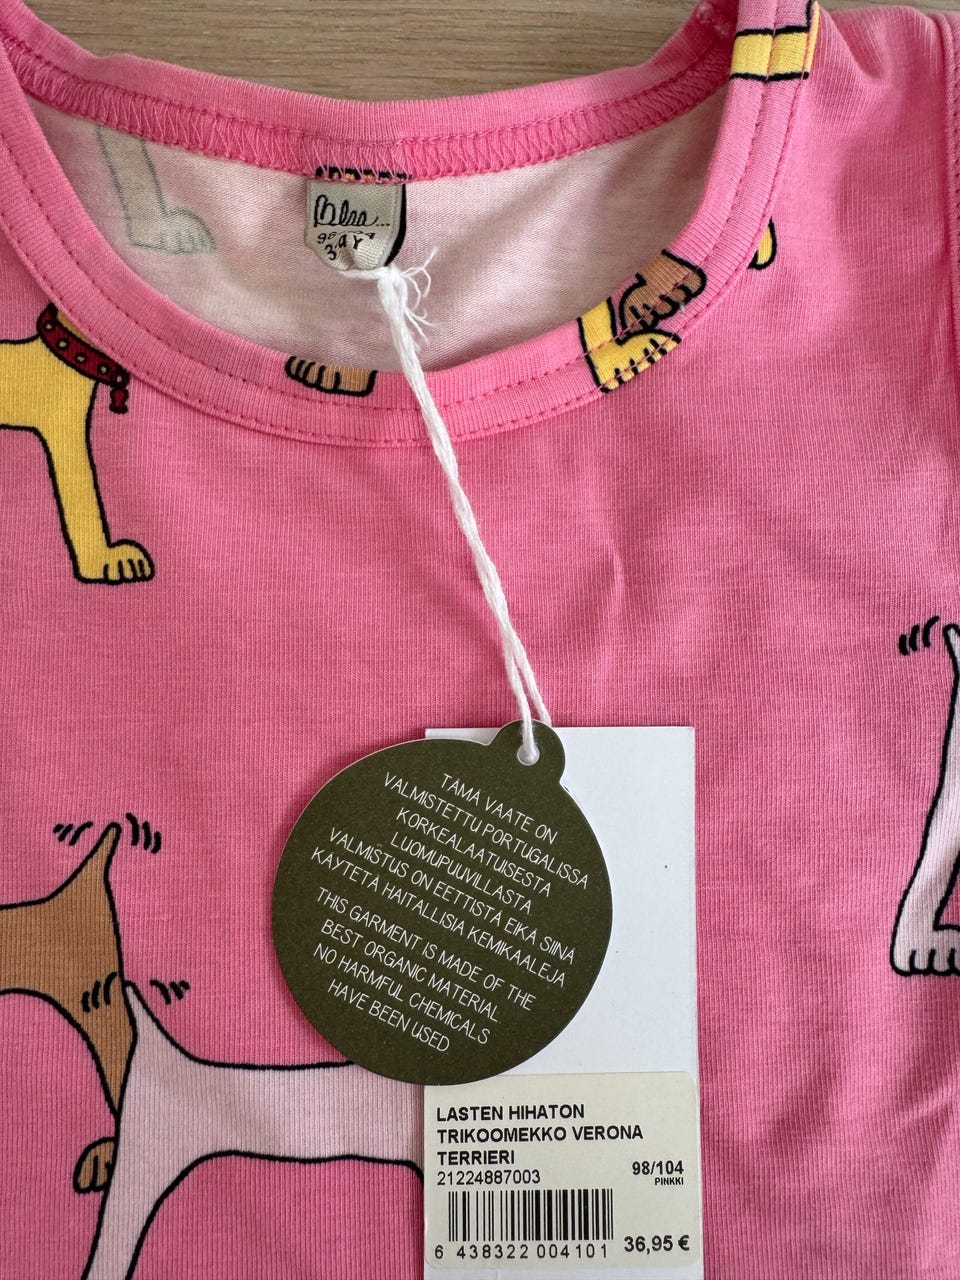 TÄMÄ VAATE ON
VALMISTETTU PORTUGALISSA
KORKEALAATUISESTA
LUOMUPUUVILLASTA
VALMISTUS ON EETTISTÄ EIKÄ SIINÄ
KÄYTETÄ HAITALLISIA KEMIKAALEJA
THIS GARMENT IS MADE OF THE
BEST ORGANIC MATERIAL
NO HARMFUL CHEMICALS
HAVE BEEN USED
LASTEN HIHATON
TRIKOOMEKKO VERONA
TERRIERI
21224887003
98/104
PINKKI
6 438322 004101
36,95 €